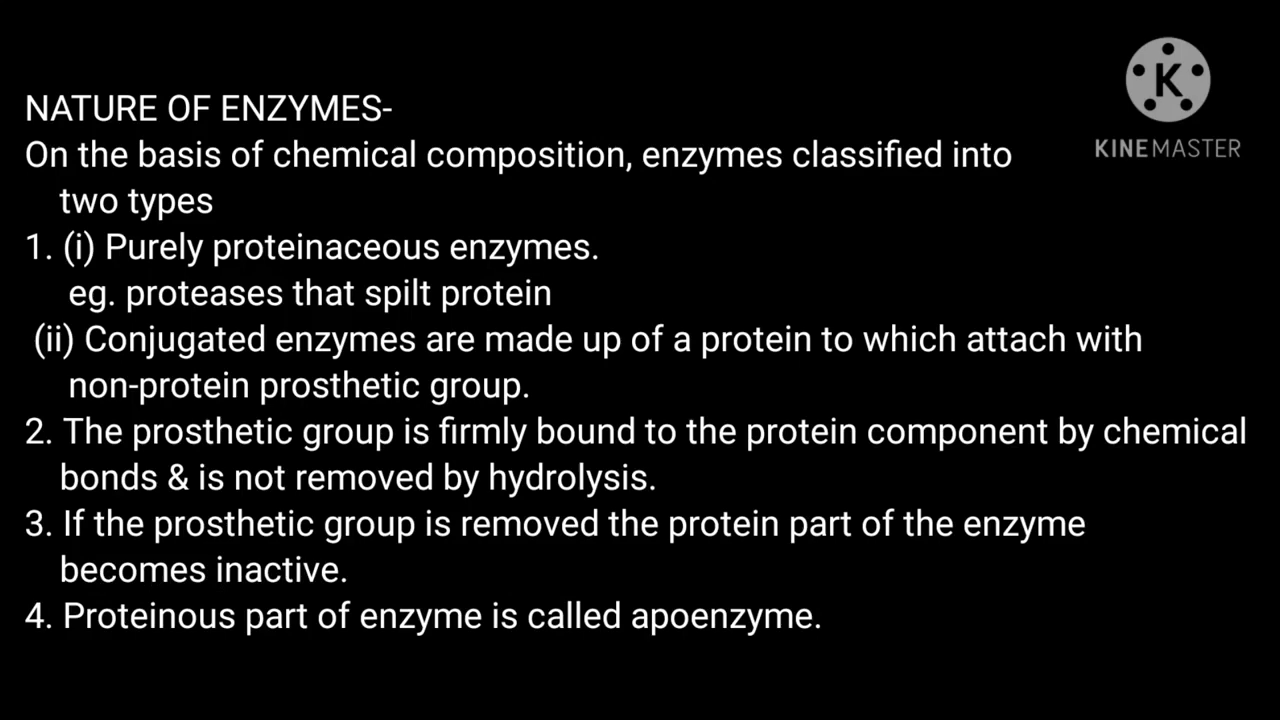 K
KINEMASTER
NATURE OF ENZYMES-
On the basis of chemical composition, enzymes classified into
two types
1. (i) Purely proteinaceous enzymes.
eg. proteases that spilt protein
(ii) Conjugated enzymes are made up of a protein to which attach with
non-protein prosthetic group.
2. The prosthetic group is firmly bound to the protein component by chemical
bonds & is not removed by hydrolysis.
3. If the prosthetic group is removed the protein part of the enzyme
becomes inactive.
4. Proteinous part of enzyme is called apoenzyme.